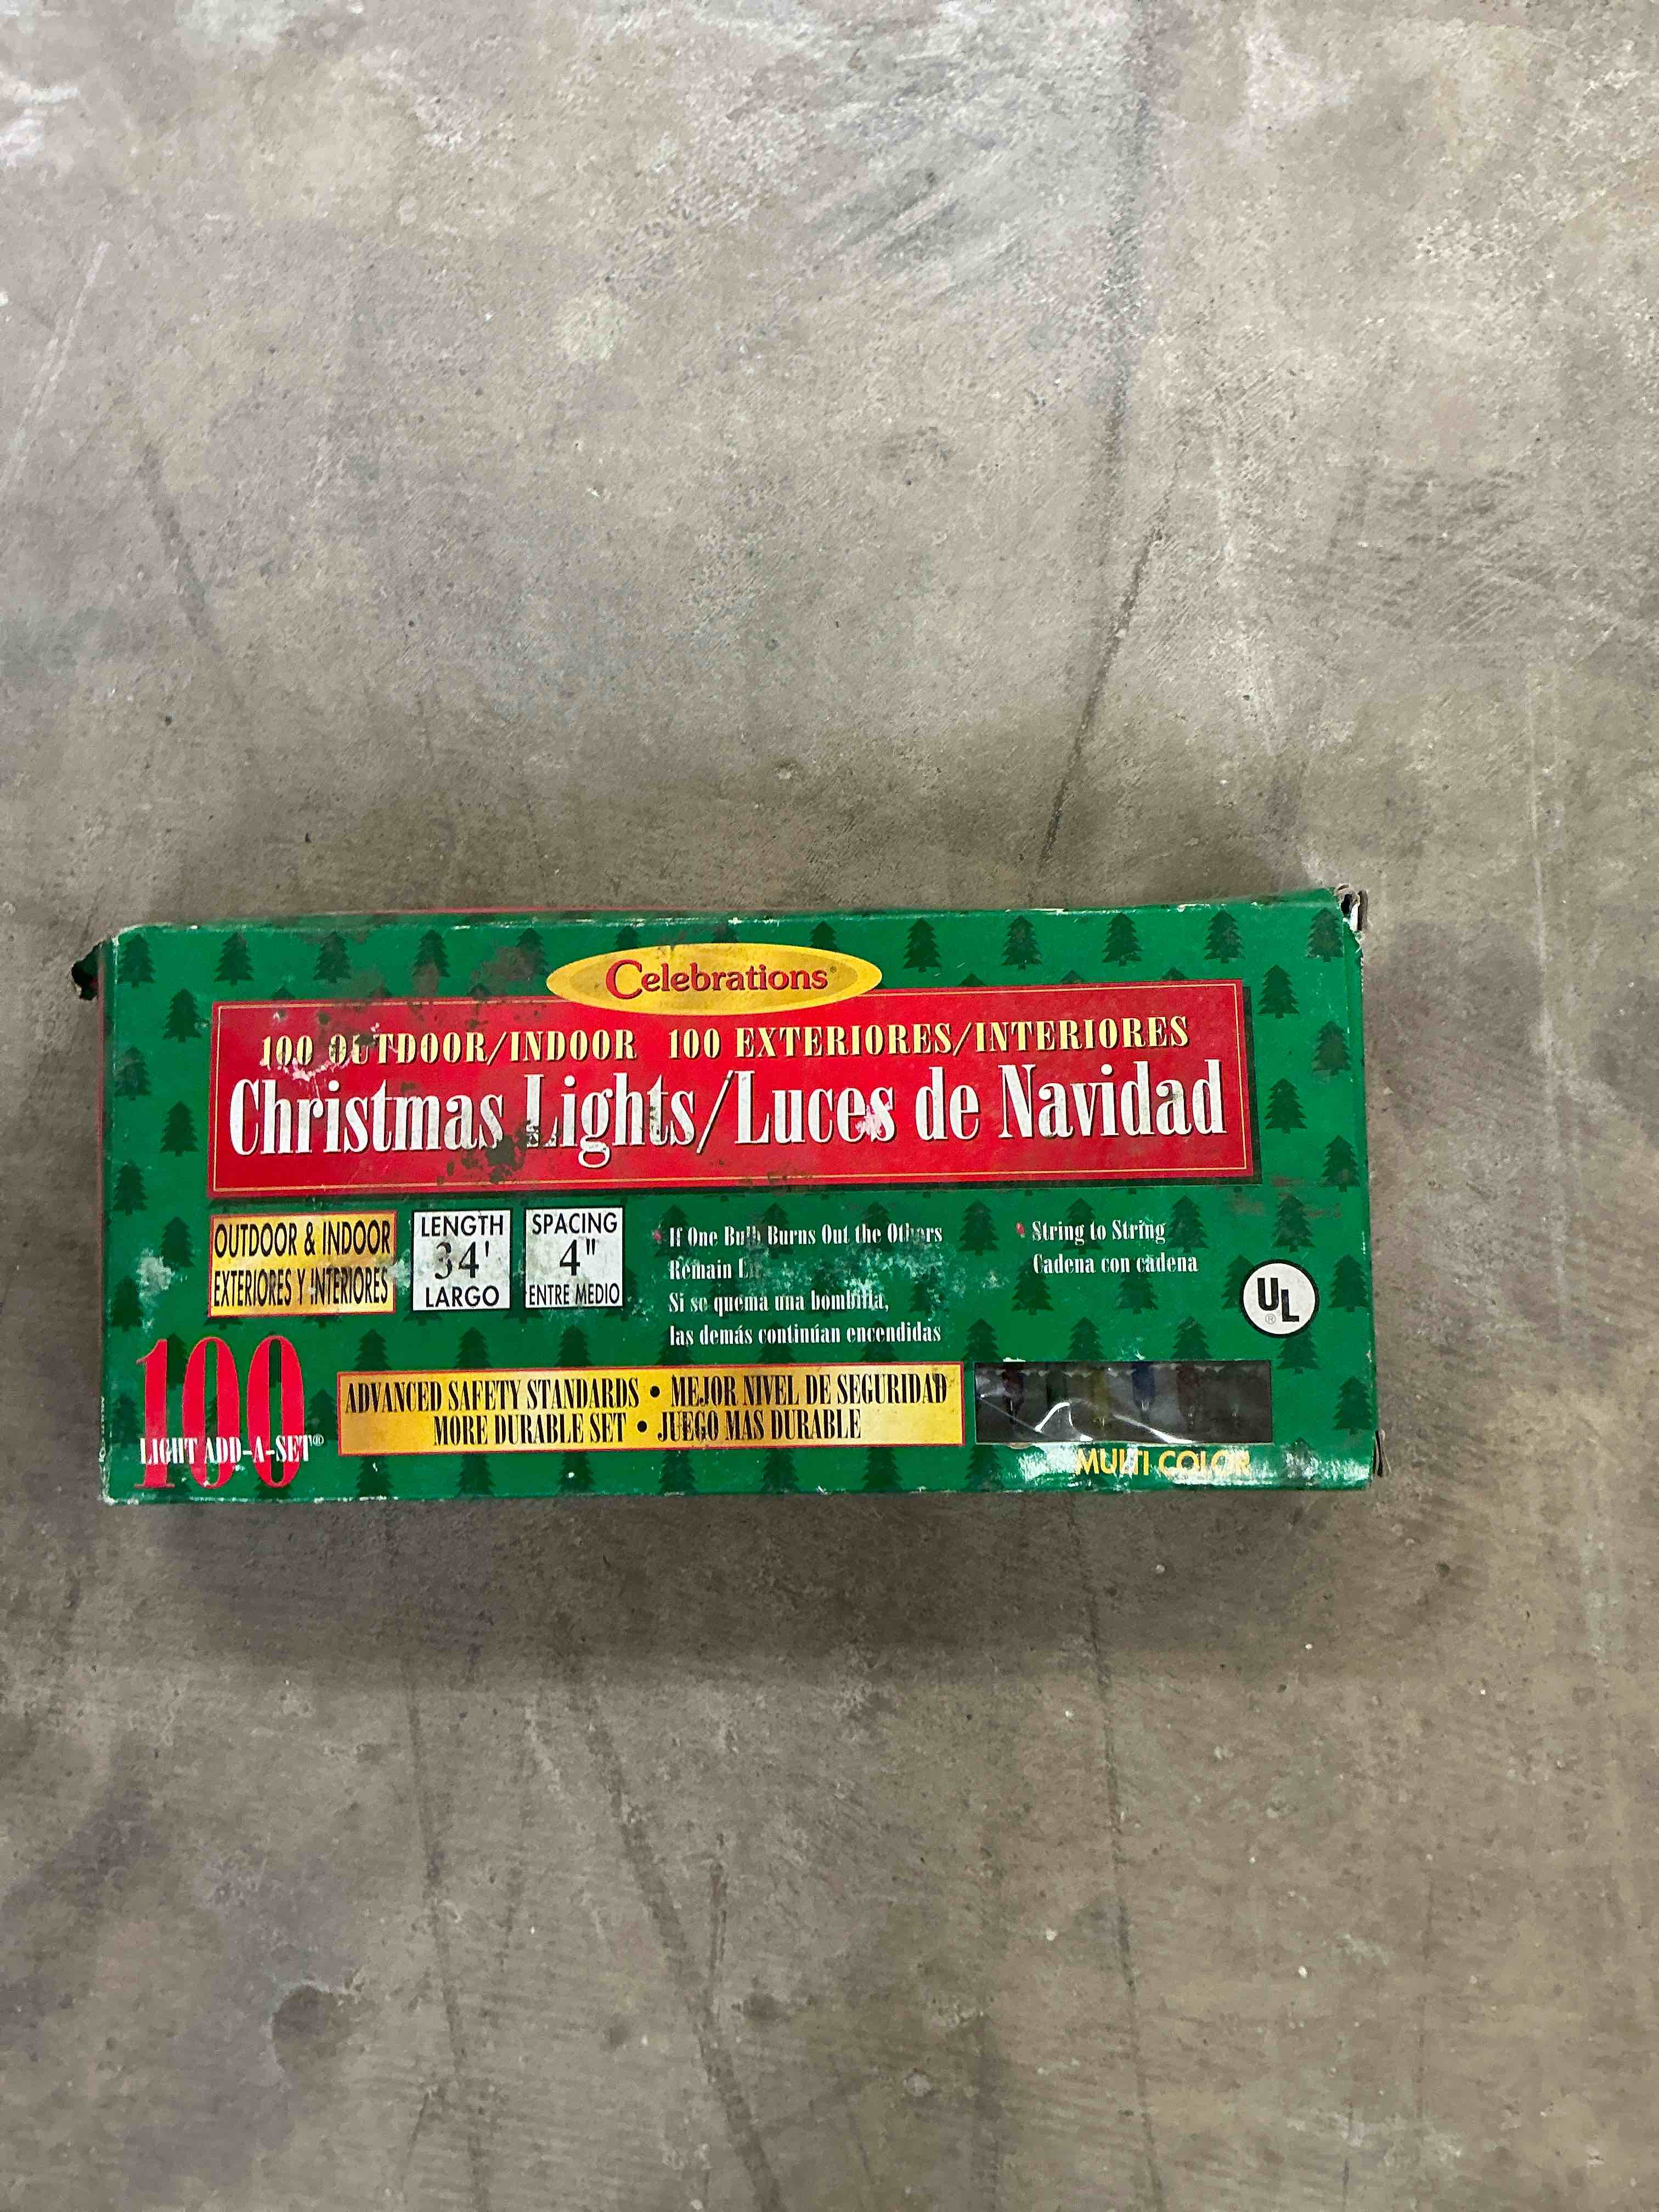 Celebrations®
100 OUTDOOR/INDOOR 100 EXTERIORES/INTERIORES
Christmas Lights/Luces de Navidad
OUTDOOR & INDOOR
EXTERIORES Y INTERIORES
LENGTH
34'
LARGO
SPACING
4"
ENTRE MEDIO
If One Bulb Burns Out the Others
Remain Lit
Si se quema una bombilla,
las demás continúan encendidas
String to String
Cadena con cadena
UL
®
100
LIGHT ADD-A-SET®
ADVANCED SAFETY STANDARDS • MEJOR NIVEL DE SEGURIDAD
MORE DURABLE SET • JUEGO MAS DURABLE
MULTI COLOR